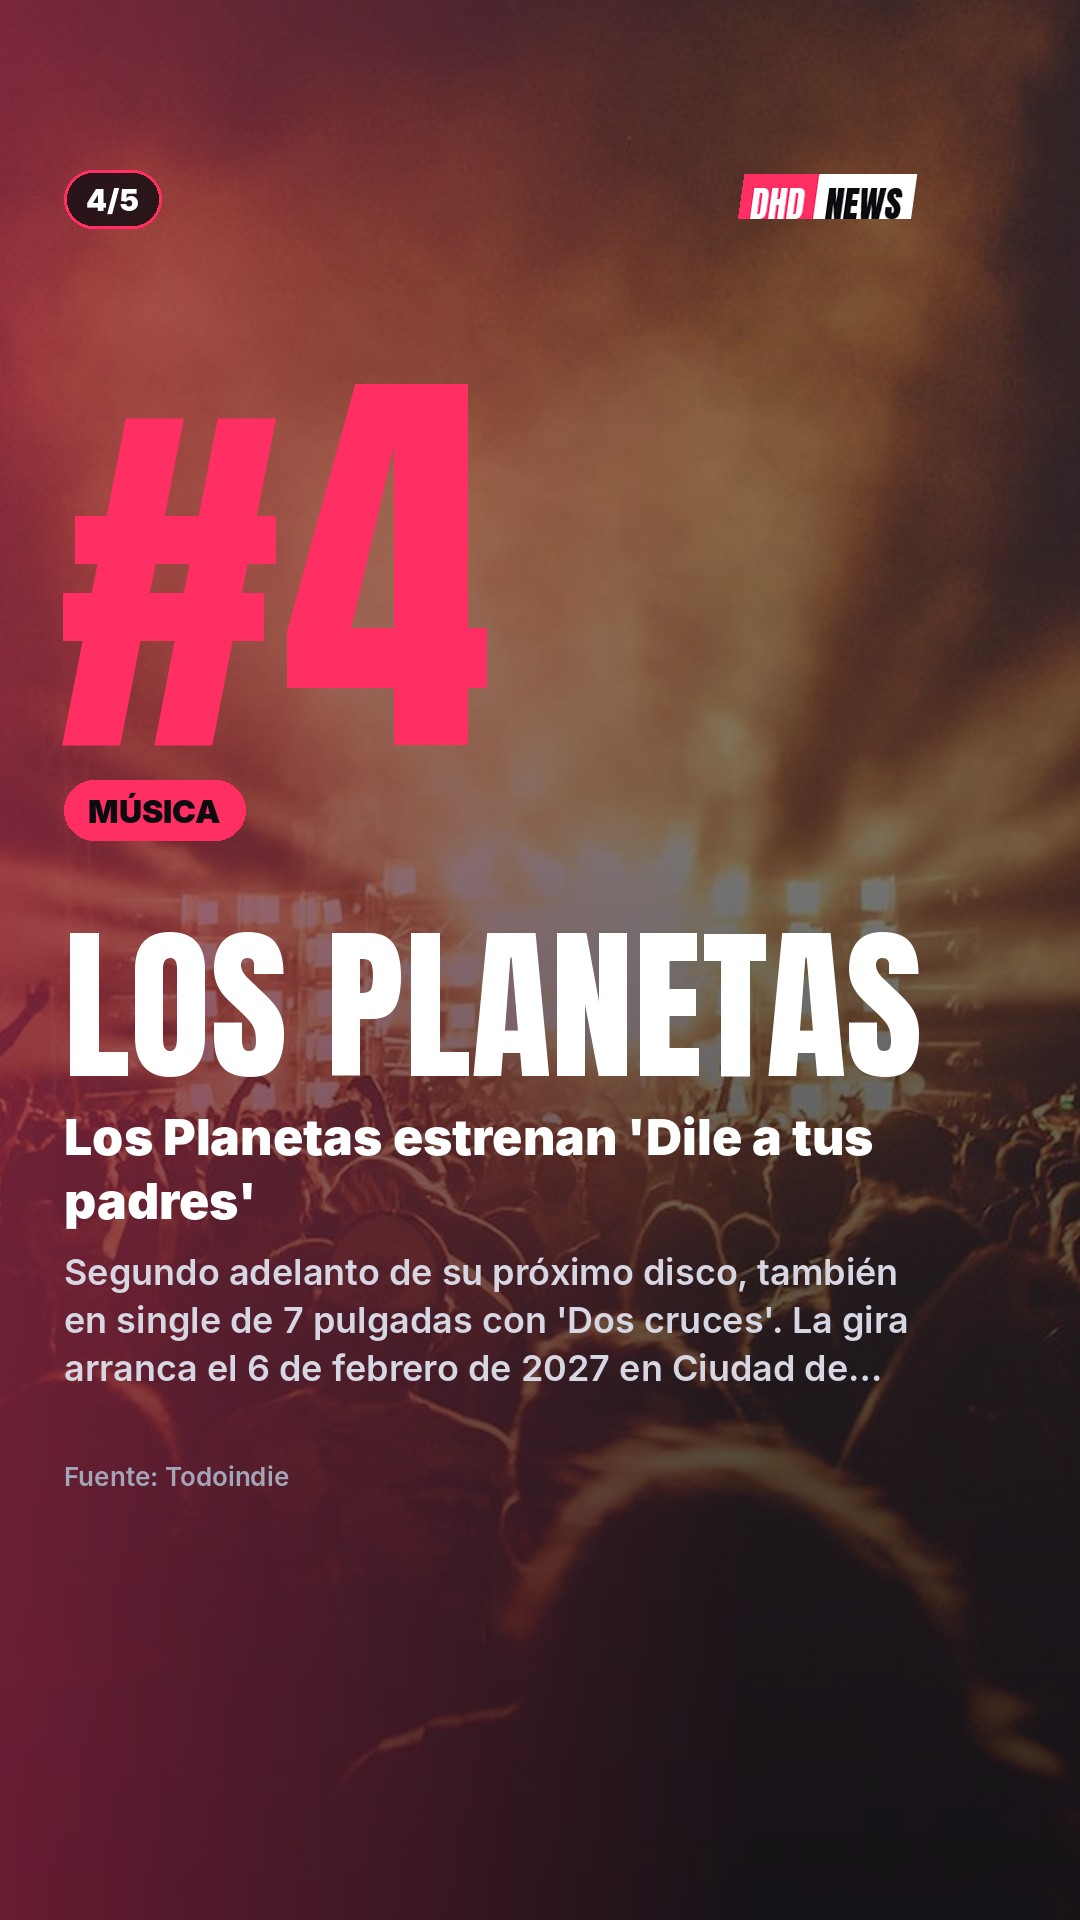 4/5
DHD NEWS
#4
MÚSICA
LOS PLANETAS
Los Planetas estrenan 'Dile a tus
padres'
Segundo adelanto de su próximo disco, también
en single de 7 pulgadas con 'Dos cruces'. La gira
arranca el 6 de febrero de 2027 en Ciudad de...
Fuente: Todoindie